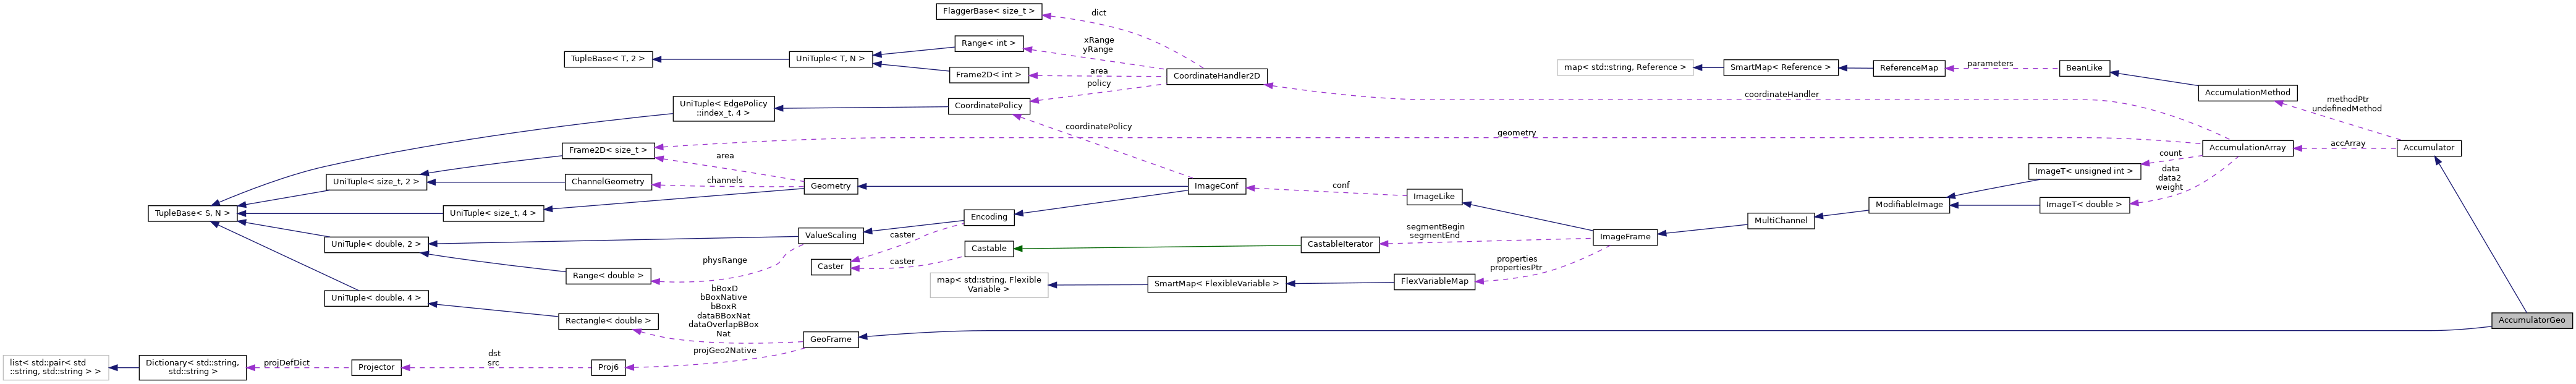 FlaggerBase< size_t >
dict
Range< int >
xRange
yRange
TupleBase< T, 2 >
UniTuple< T, N >
Frame2D< int >
area
CoordinateHandler2D
map< std::string, Reference >
SmartMap< Reference >
ReferenceMap
parameters
BeanLike
policy
AccumulationMethod
UniTuple< EdgePolicy
::index_t, 4 >
CoordinatePolicy
coordinateHandler
methodPtr
undefinedMethod
coordinatePolicy
geometry
Frame2D< size_t >
area
AccumulationArray
accArray
Accumulator
count
UniTuple< size_t, 2 >
ChannelGeometry
channels
Geometry
ImageConf
conf
ImageLike
ImageT< unsigned int >
data
data2
weight
TupleBase< S, N >
UniTuple< size_t, 4 >
Encoding
MultiChannel
ModifiableImage
ImageT< double >
UniTuple< double, 2 >
ValueScaling
caster
Castable
CastableIterator
segmentBegin
segmentEnd
ImageFrame
physRange
Caster
caster
Range< double >
map< std::string, Flexible
Variable >
SmartMap< FlexibleVariable >
FlexVariableMap
properties
propertiesPtr
UniTuple< double, 4 >
bBoxD
bBoxNative
bBoxR
dataBBoxNat
dataOverlapBBox
Nat
Rectangle< double >
AccumulatorGeo
GeoFrame
projGeo2Native
list< std::pair< std
::string, std::string > >
Dictionary< std::string,
std::string >
projDefDict
Projector
dst
src
Proj6